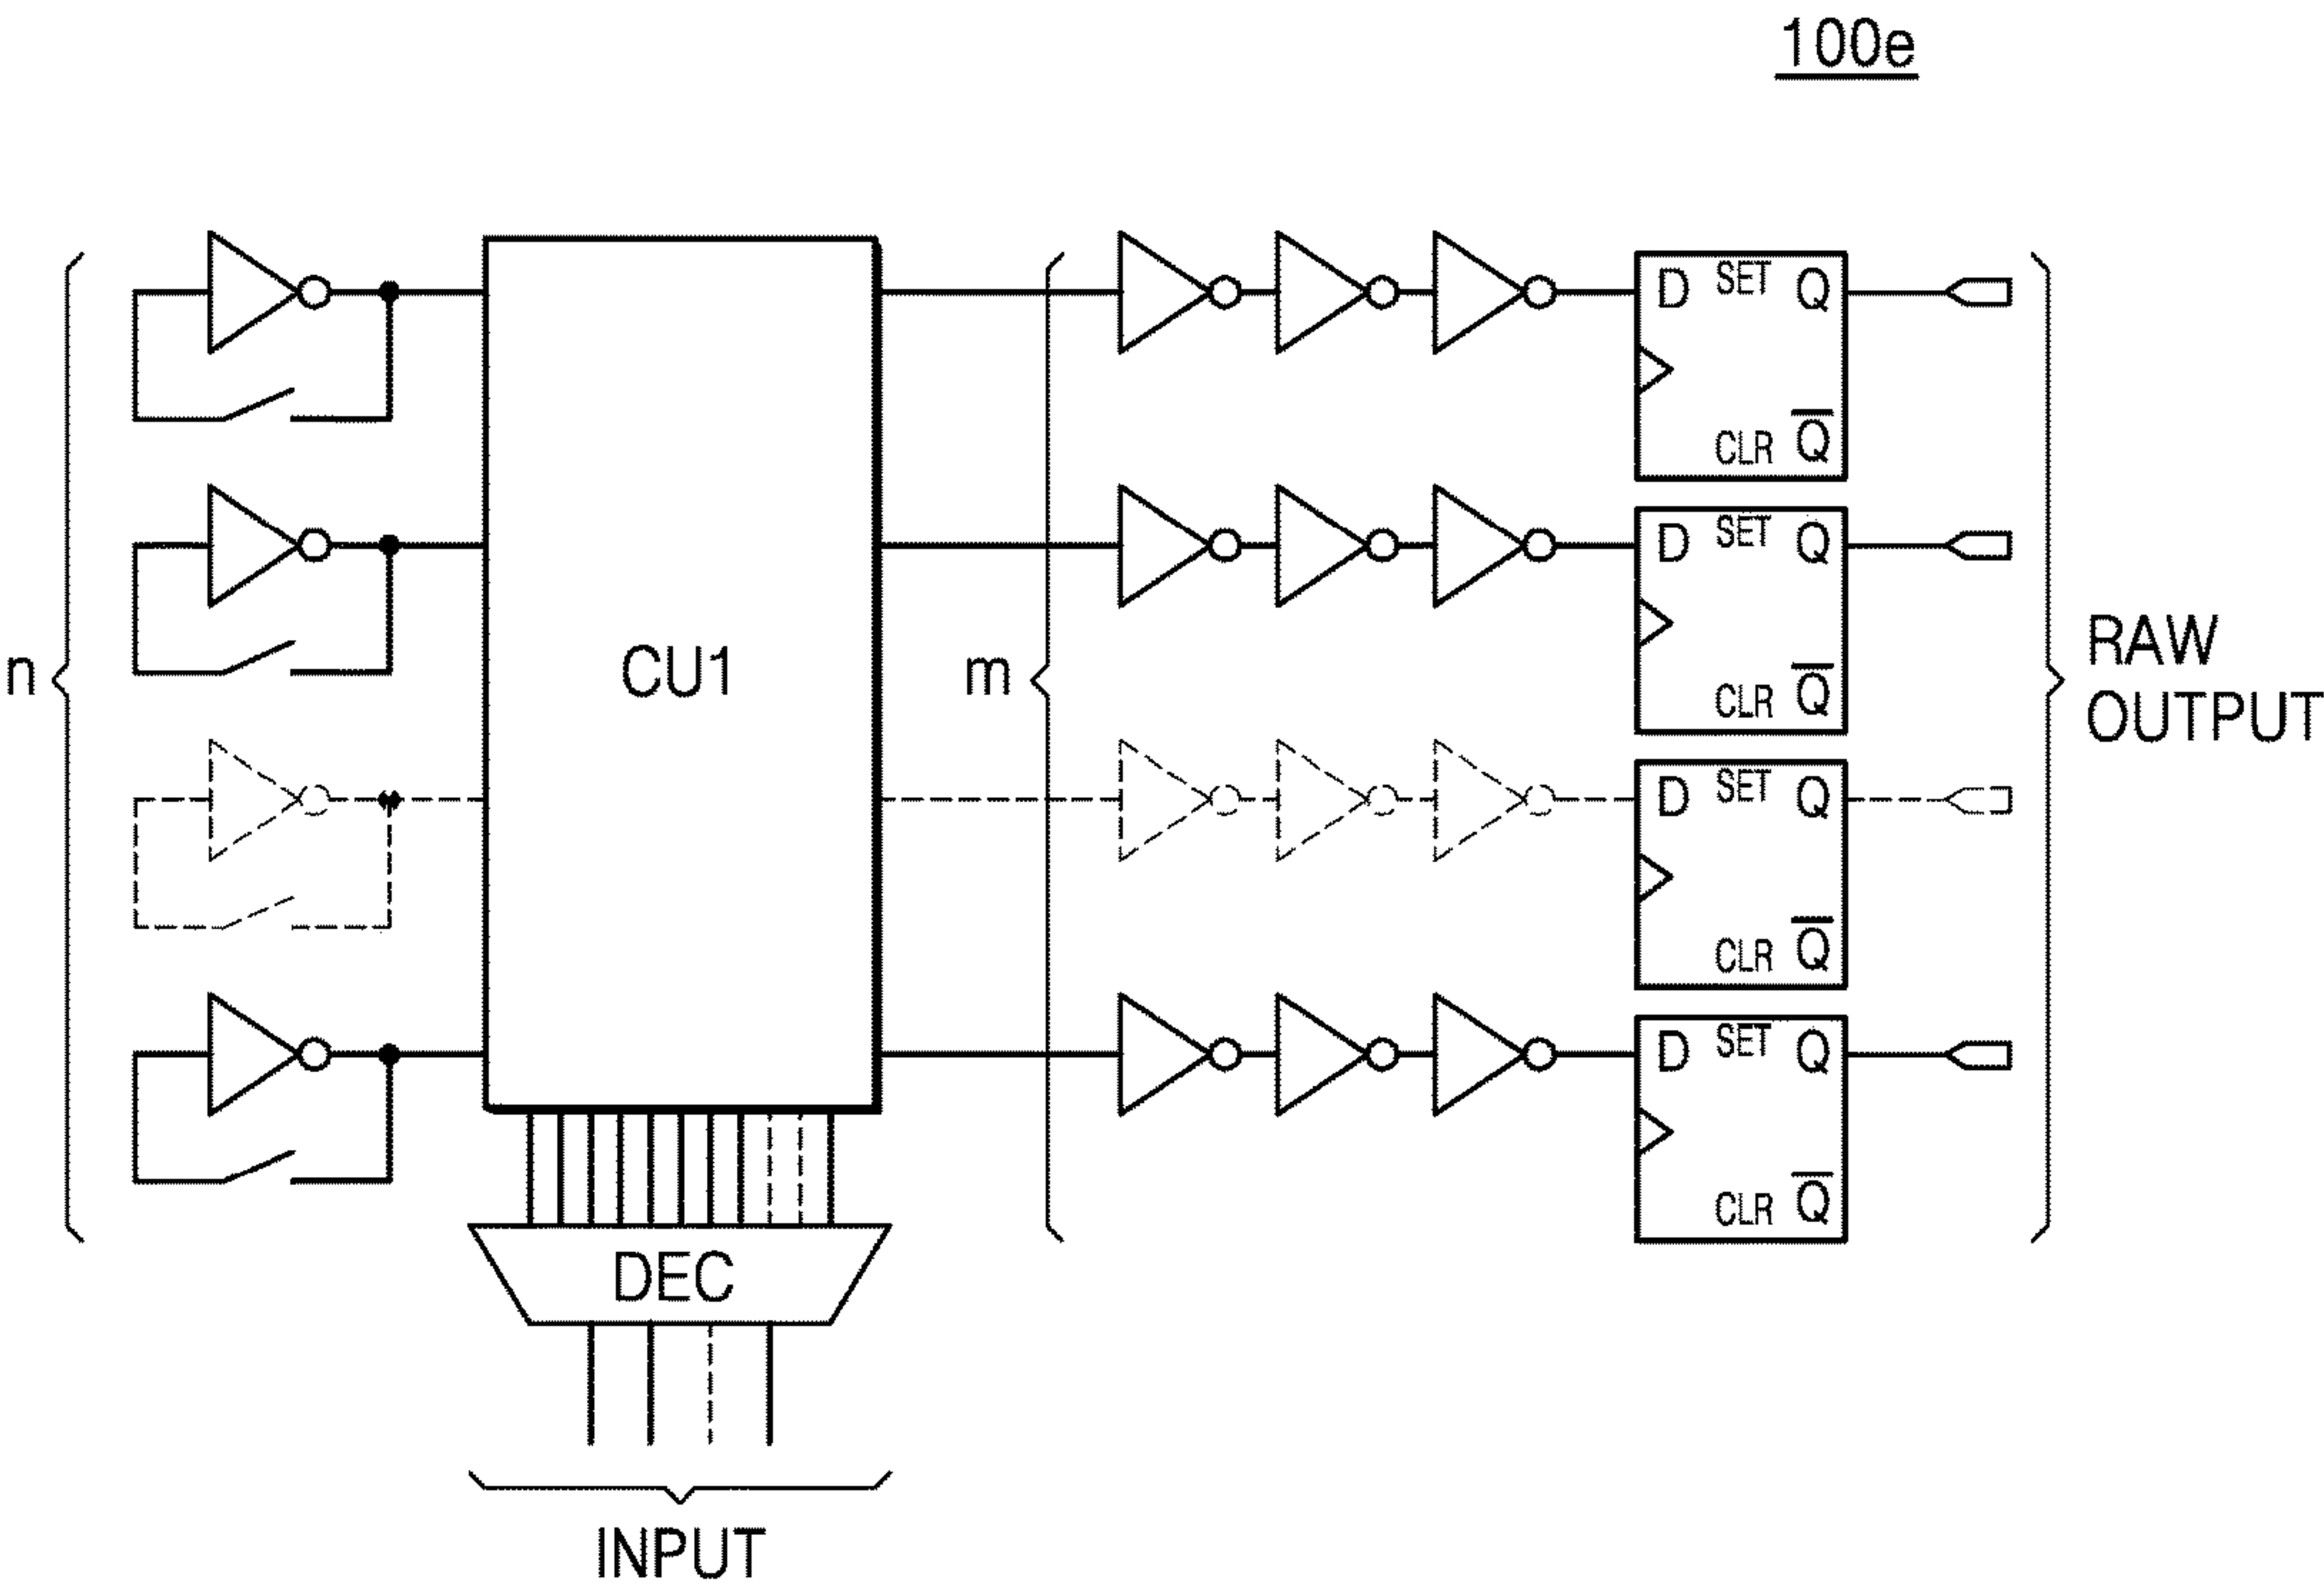 100e
D SET Q
CLR Q̅
D SET Q
CLR Q̅
n
CU1
m
RAW
OUTPUT
D SET Q
CLR Q̅
D SET Q
CLR Q̅
DEC
INPUT